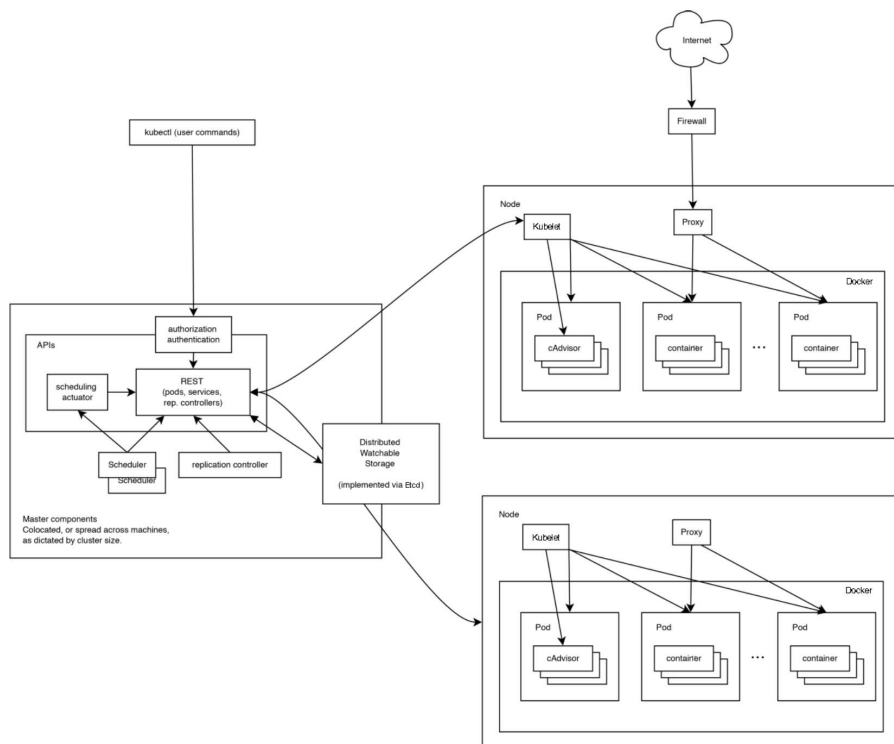 Internet
Firewall
kubectl (user commands)
Node
Kubelet
Proxy
Docker
Pod
cAdvisor
Pod
container
...
Pod
container
authorization
authentication
APIs
REST
(pods, services,
rep. controllers)
scheduling
actuator
Scheduler
Scheduler
replication controller
Distributed
Watchable
Storage
(implemented via Etcd)
Master components
Colocated, or spread across machines,
as dictated by cluster size.
Node
Kubelet
Proxy
Docker
Pod
cAdvisor
Pod
container
...
Pod
container